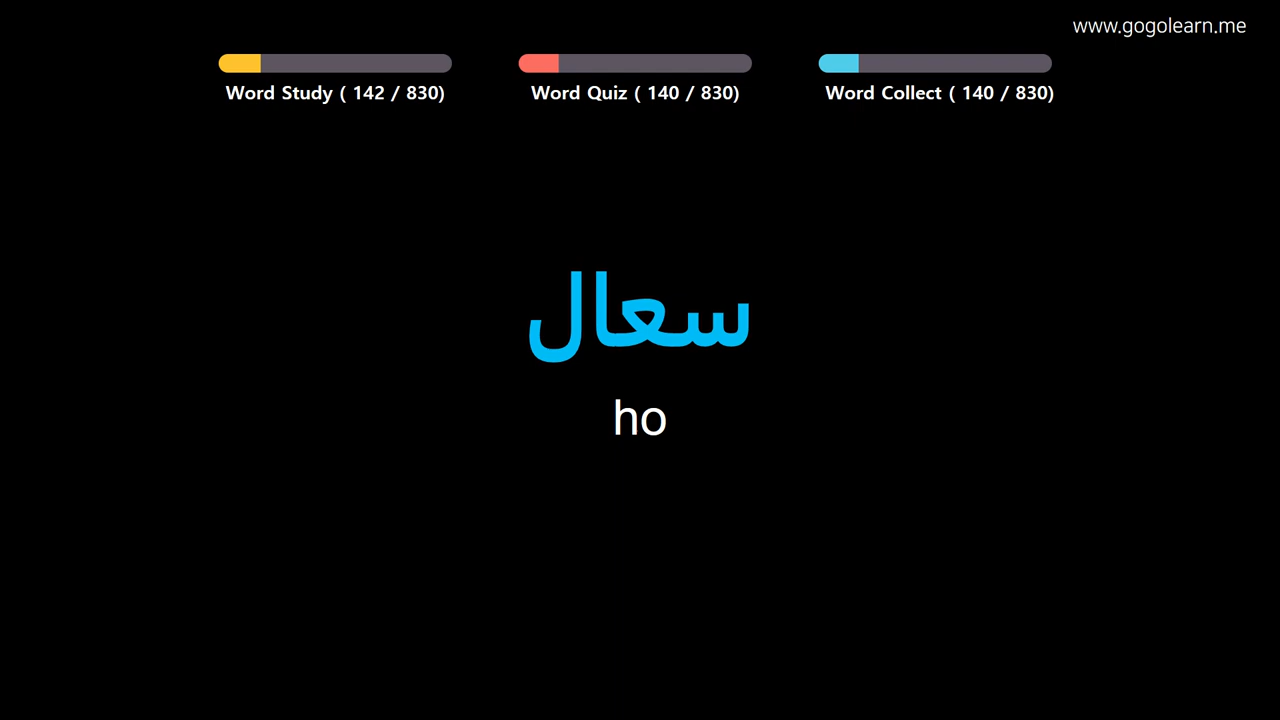 www.gogolearn.me
Word Study ( 142 / 830)
Word Quiz ( 140 / 830)
Word Collect ( 140 / 830)
سعال
ho